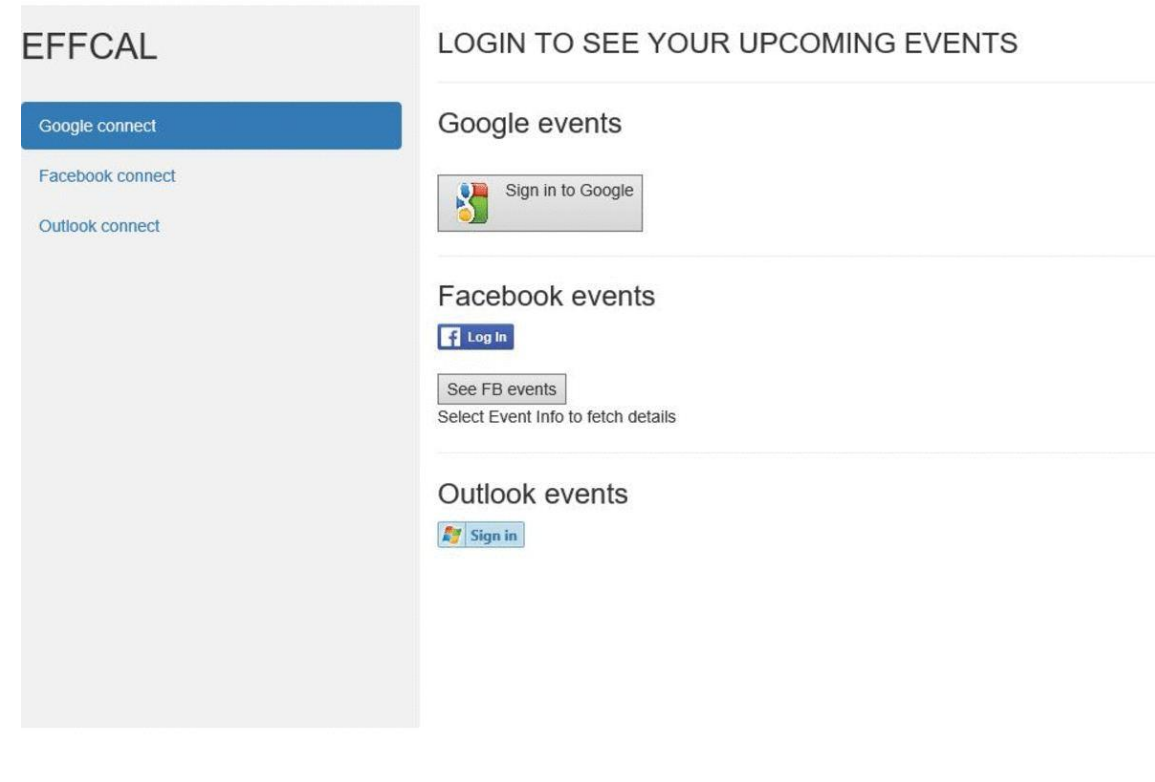 EFFCAL
Google connect
Facebook connect
Outlook connect
LOGIN TO SEE YOUR UPCOMING EVENTS
Google events
Sign in to Google
Facebook events
f Log In
See FB events
Select Event Info to fetch details
Outlook events
Sign in